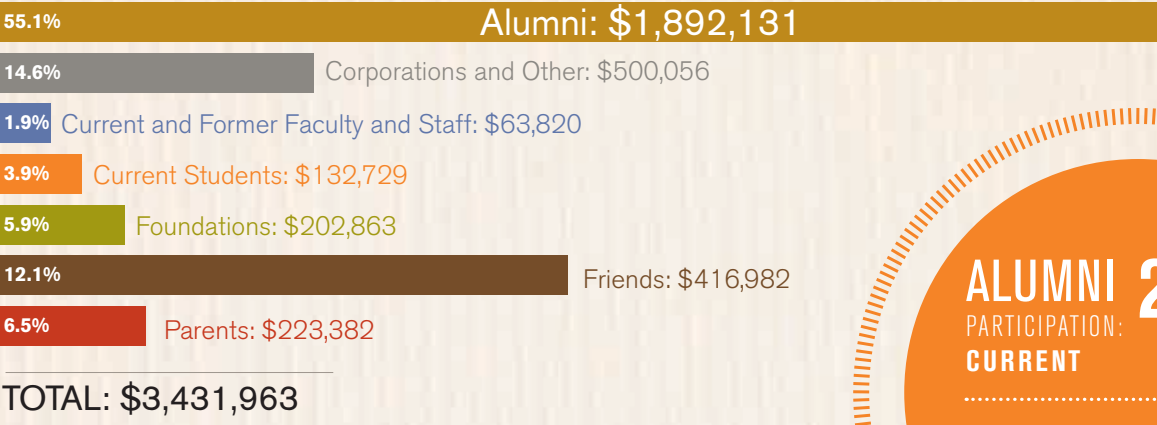 55.1% Alumni: $1,892,131
14.6% Corporations and Other: $500,056
1.9% Current and Former Faculty and Staff: $63,820
3.9% Current Students: $132,729
5.9% Foundations: $202,863
12.1% Friends: $416,982
6.5% Parents: $223,382
TOTAL: $3,431,963
ALUMNI 2
PARTICIPATION:
CURRENT